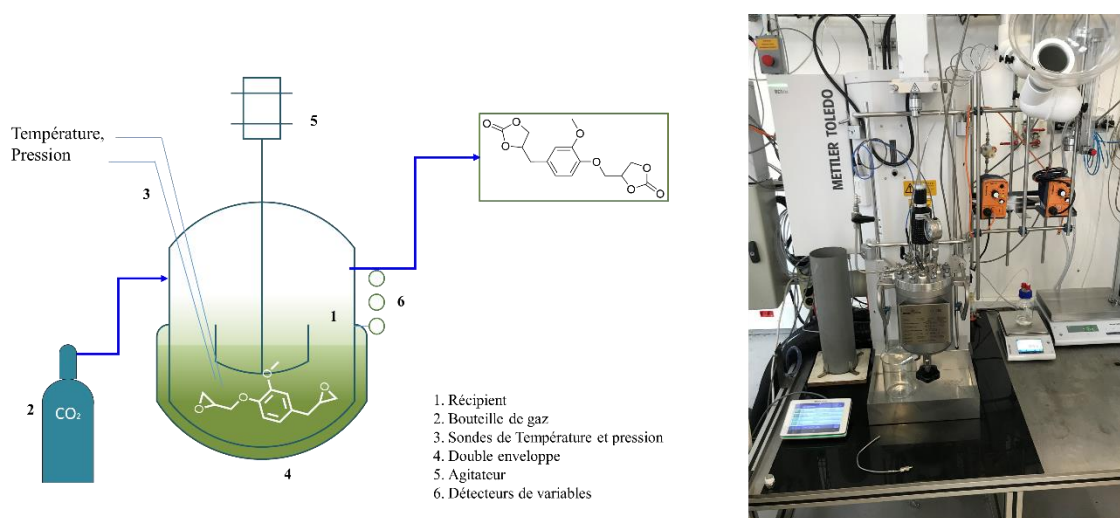 Température,
Pression
3
5
1
6
2
CO₂
4
O
O
O
O
O
O
O
O
O
O
O
O
1. Récipient
2. Bouteille de gaz
3. Sondes de Température et pression
4. Double enveloppe
5. Agitateur
6. Détecteurs de variables
METTLER TOLEDO